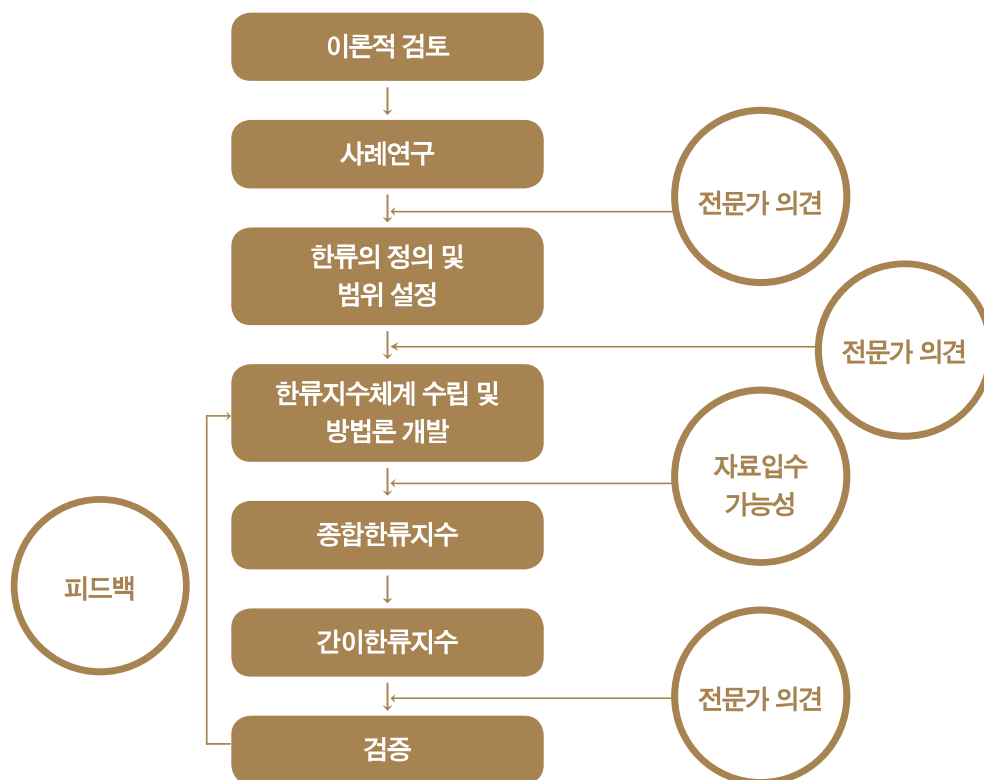 이론적 검토
사례연구
전문가 의견
한류의 정의 및
범위 설정
전문가 의견
한류지수체계 수립 및
방법론 개발
자료입수
가능성
종합한류지수
피드백
간이한류지수
전문가 의견
검증